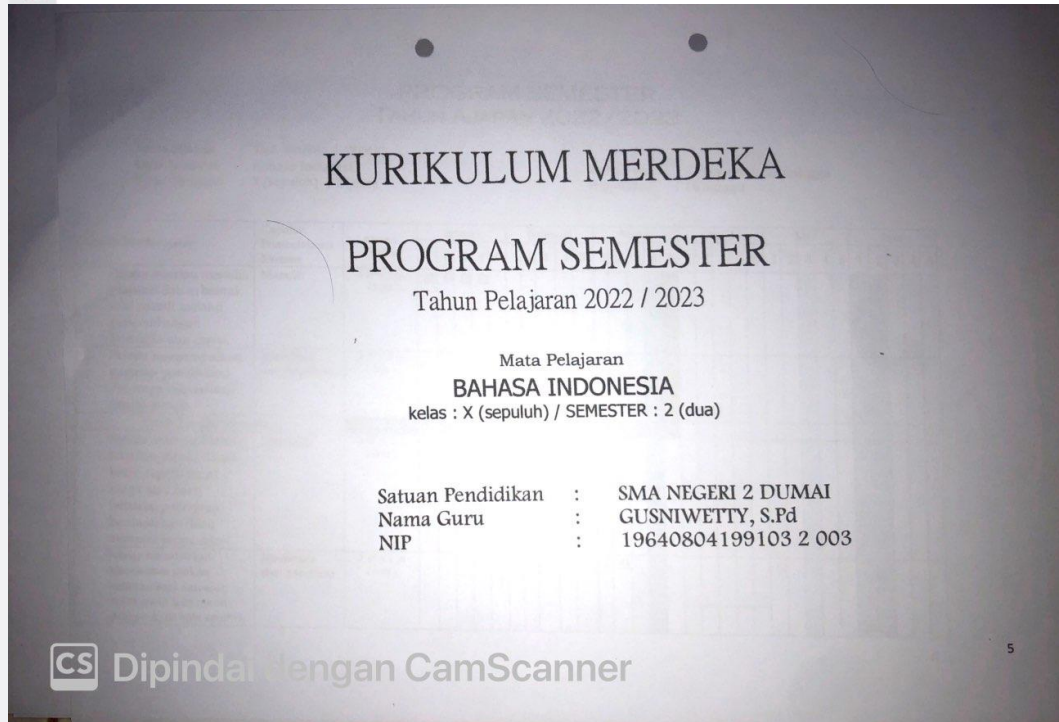 KURIKULUM MERDEKA
PROGRAM SEMESTER
Tahun Pelajaran 2022 / 2023
Mata Pelajaran
BAHASA INDONESIA
kelas : X (sepuluh) / SEMESTER : 2 (dua)
Satuan Pendidikan : SMA NEGERI 2 DUMAI
Nama Guru : GUSNIWETTY, S.Pd
NIP : 19640804199103 2 003
5
CS Dipindai dengan CamScanner